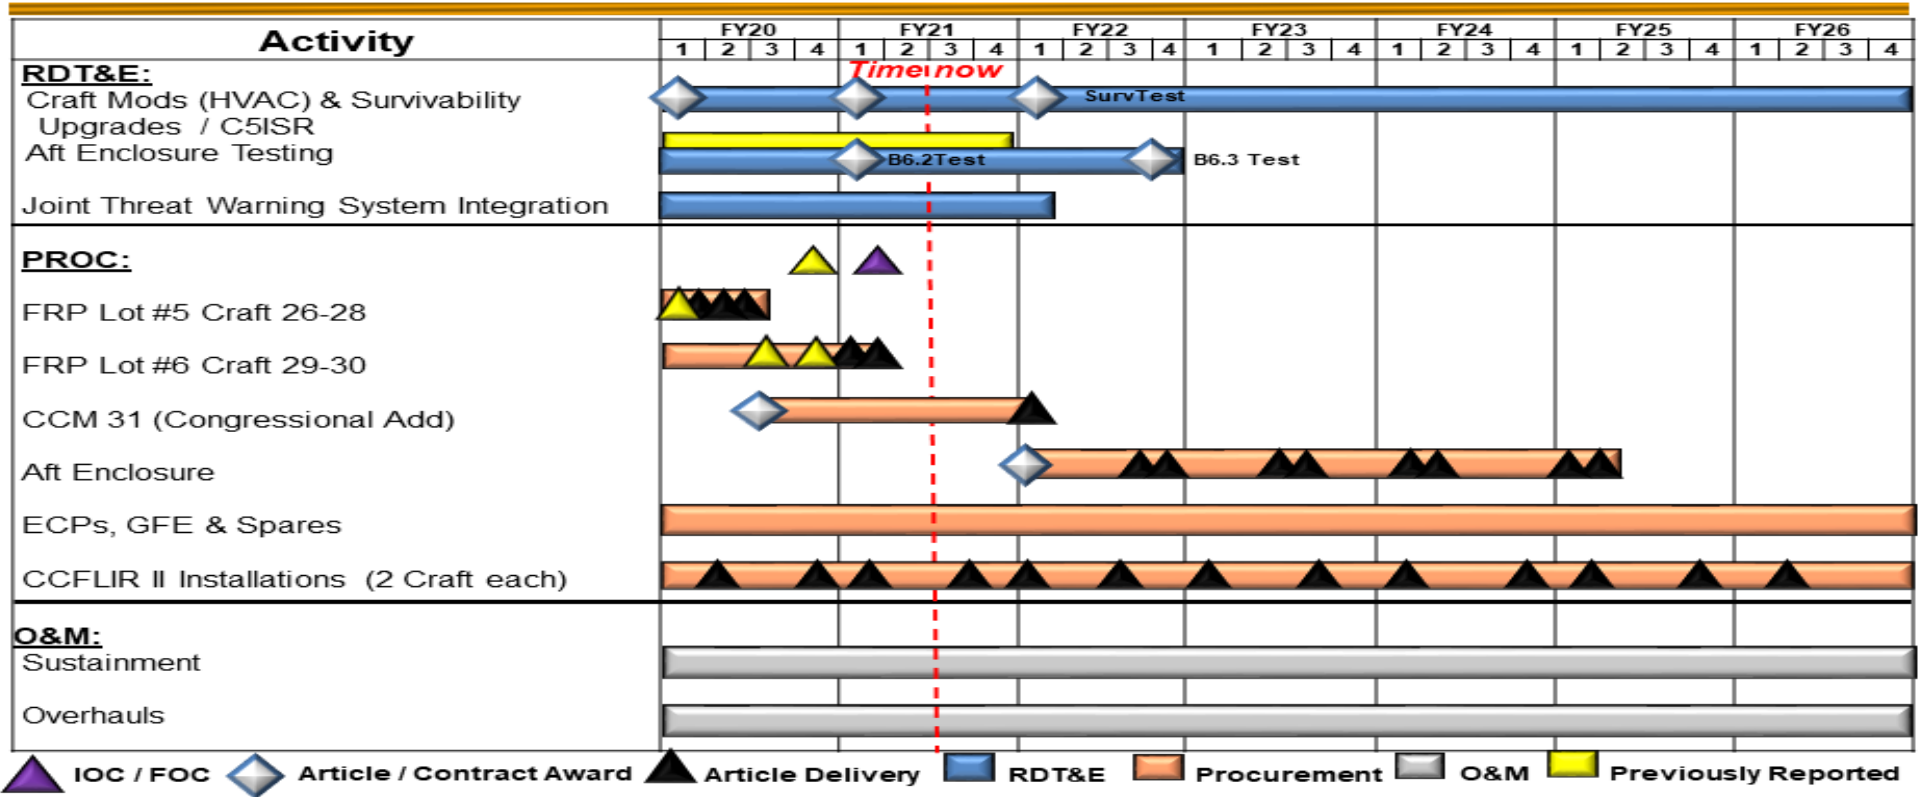 Activity
FY20 FY21 FY22 FY23 FY24 FY25 FY26
1 2 3 4 1 2 3 4 1 2 3 4 1 2 3 4 1 2 3 4 1 2 3 4 1 2 3 4
Time now
RDT&E:
Craft Mods (HVAC) & Survivability
SurvTest
Upgrades / C5ISR
Aft Enclosure Testing
B6.2Test
B6.3 Test
Joint Threat Warning System Integration
PROC:
FRP Lot #5 Craft 26-28
FRP Lot #6 Craft 29-30
CCM 31 (Congressional Add)
Aft Enclosure
ECPs, GFE & Spares
CCFLIR II Installations (2 Craft each)
O&M:
Sustainment
Overhauls
IOC / FOC
Article / Contract Award
Article Delivery
RDT&E
Procurement
O&M
Previously Reported